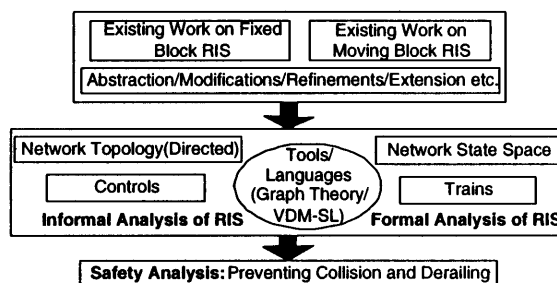 Existing Work on Fixed Block RIS
Existing Work on Moving Block RIS
Abstraction/Modifications/Refinements/Extension etc.
Network Topology(Directed)
Controls
Informal Analysis of RIS
Tools/
Languages
(Graph Theory/
VDM-SL)
Network State Space
Trains
Formal Analysis of RIS
Safety Analysis: Preventing Collision and Derailing